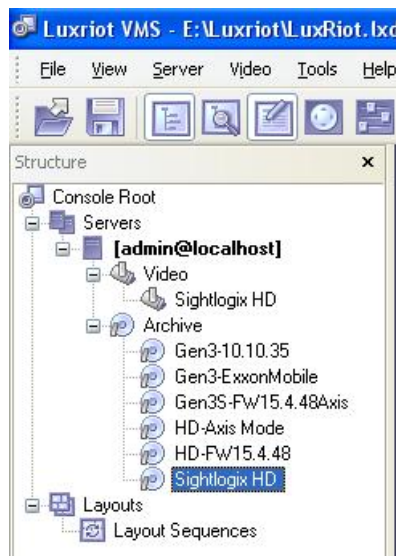 Luxriot VMS - E:\Luxriot\LuxRiot.lxc
File View Server Video Tools Help
Structure x
Console Root
Servers
[admin@localhost]
Video
Sightlogix HD
Archive
Gen3-10.10.35
Gen3-ExxonMobile
Gen3S-FW15.4.48Axis
HD-Axis Mode
HD-FW15.4.48
Sightlogix HD
Layouts
Layout Sequences